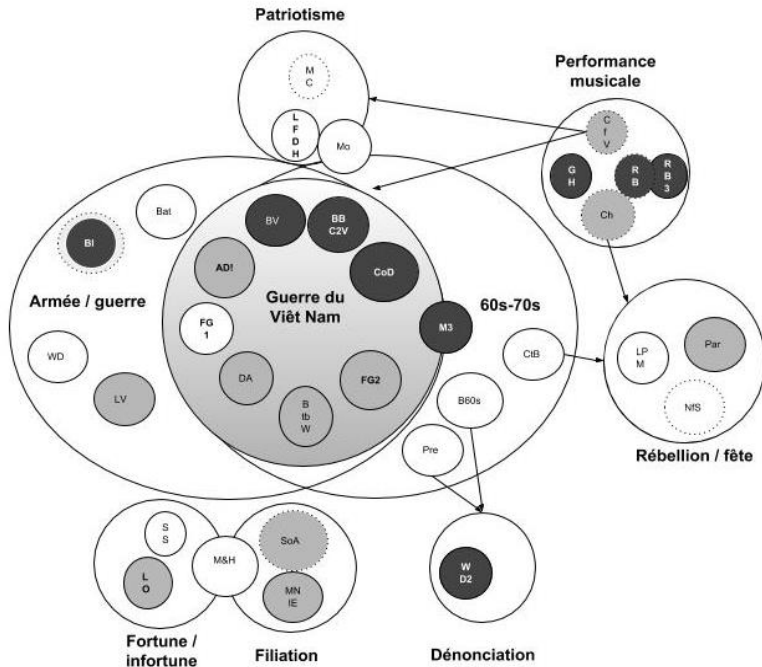 Patriotisme
M
C
L
F
D
H
Mo
Performance
musicale
C
f
V
G
H
R
B
R
B
3
Ch
Bat
BI
Armée / guerre
WD
LV
BV
BB
C2V
AD!
CoD
Guerre du
Viêt Nam
FG
1
M3
DA
FG2
B
tb
W
60s-70s
CtB
B60s
Pre
LP
M
Par
NfS
Rébellion / fête
S
S
L
O
M&H
SoA
MN
IE
W
D2
Fortune /
infortune
Filiation
Dénonciation